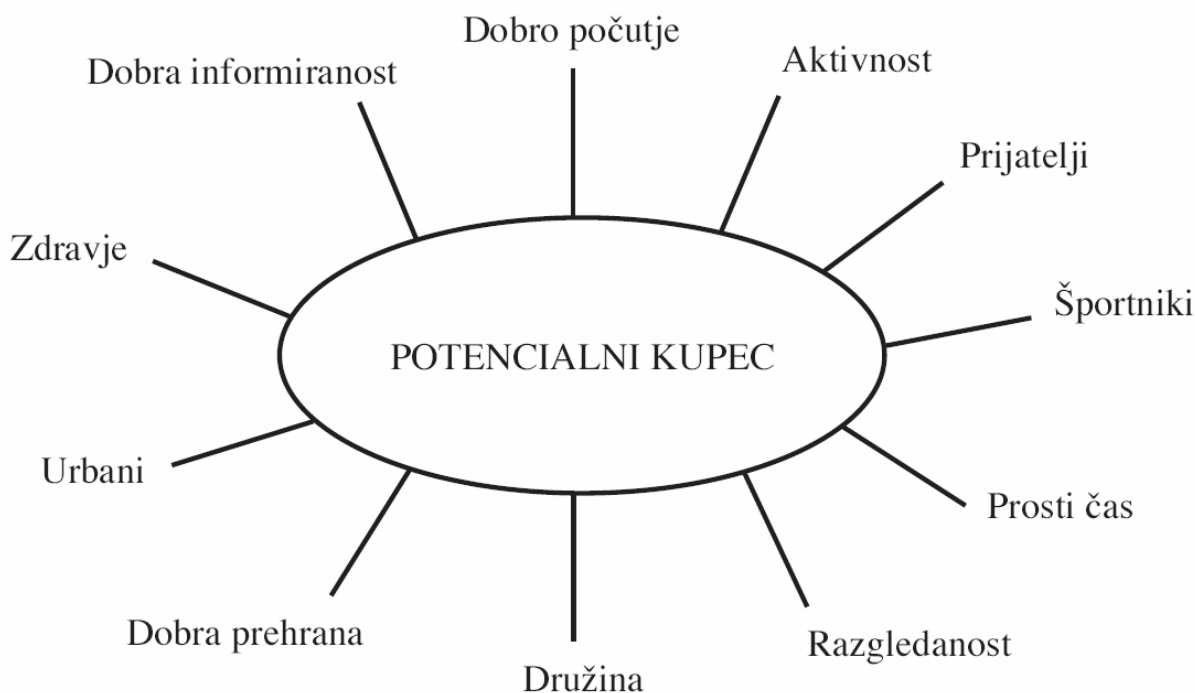 Dobro počutje
Dobra informiranost
Aktivnost
Prijatelji
Zdravje
Športniki
POTENCIALNI KUPEC
Urbani
Prosti čas
Dobra prehrana
Razgledanost
Družina